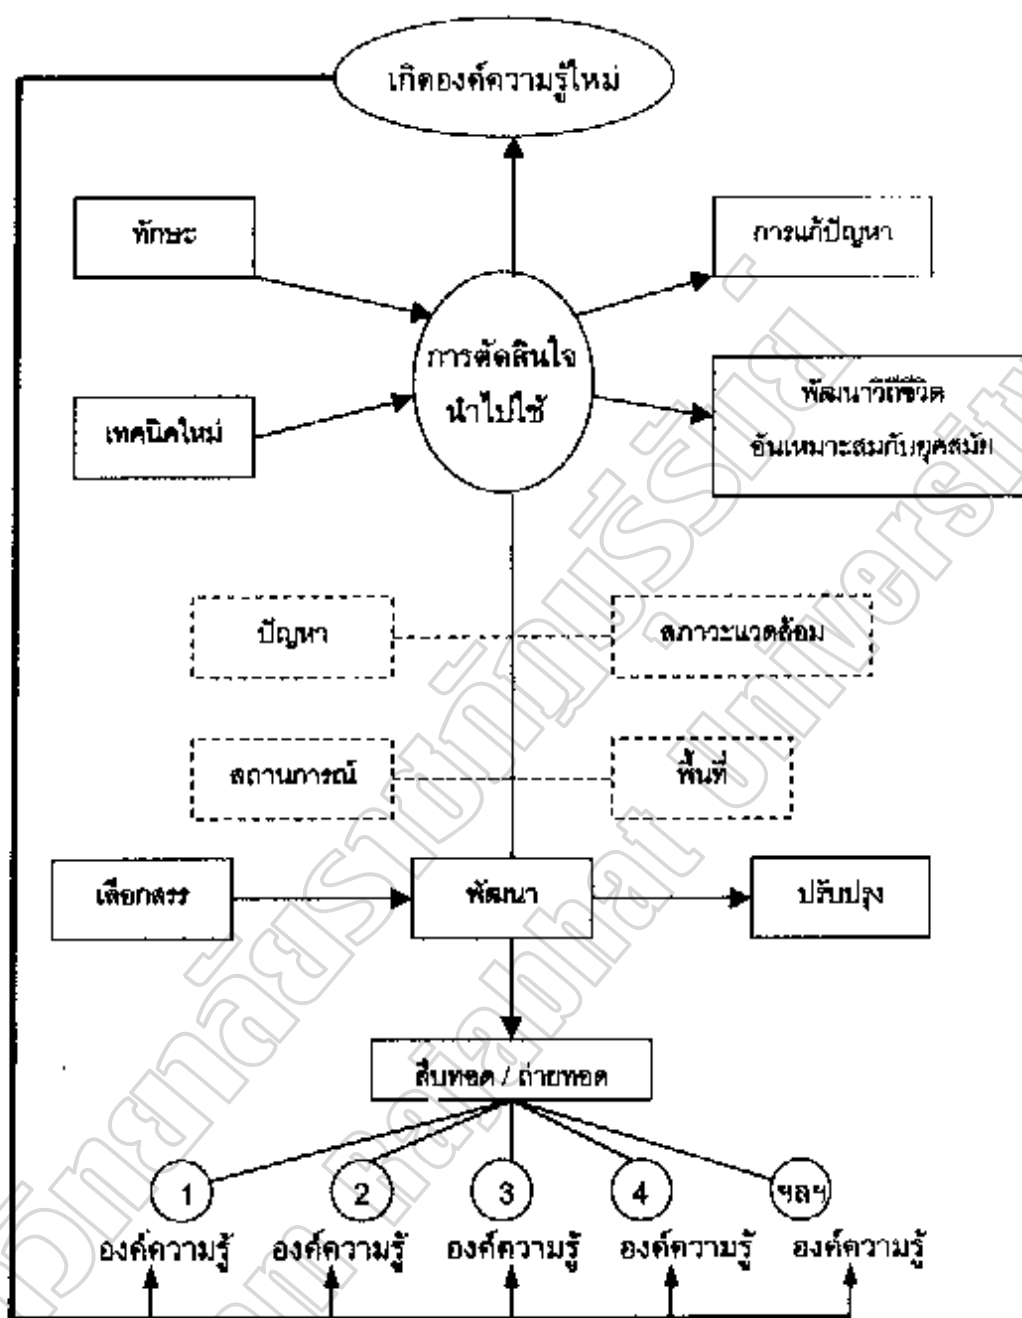 เกิดองค์ความรู้ใหม่
ทักษะ
การแก้ปัญหา
การตัดสินใจ
นำไปใช้
เทคนิคใหม่
พัฒนาวิถีชีวิต
อันเหมาะสมกับยุคสมัย
ปัญหา
สภาวะแวดล้อม
สถานการณ์
พื้นที่
เลือกสรร
พัฒนา
ปรับปรุง
สืบทอด / ถ่ายทอด
1 2 3 4 ฯลฯ
องค์ความรู้ องค์ความรู้ องค์ความรู้ องค์ความรู้ องค์ความรู้
Rajabhat University